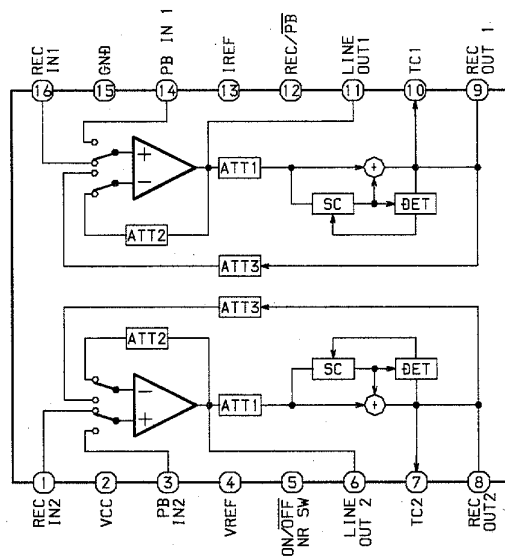 REC IN1
GND
PB IN 1
IREF
REC/PB
LINE OUT1
TC1
REC OUT 1
16
15
14
13
12
11
10
9
+
−
ATT1
+
SC
DET
ATT2
ATT3
ATT3
ATT2
SC
DET
−
+
ATT1
+
1
2
3
4
5
6
7
8
REC IN2
VCC
PB IN2
VREF
ON/OFF NR SW
LINE OUT 2
TC2
REC OUT2